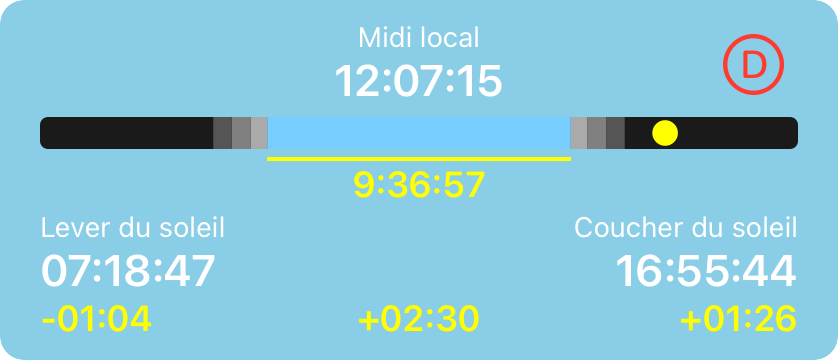 Midi local
D
12:07:15
9:36:57
Lever du soleil
Coucher du soleil
07:18:47
16:55:44
-01:04
+02:30
+01:26